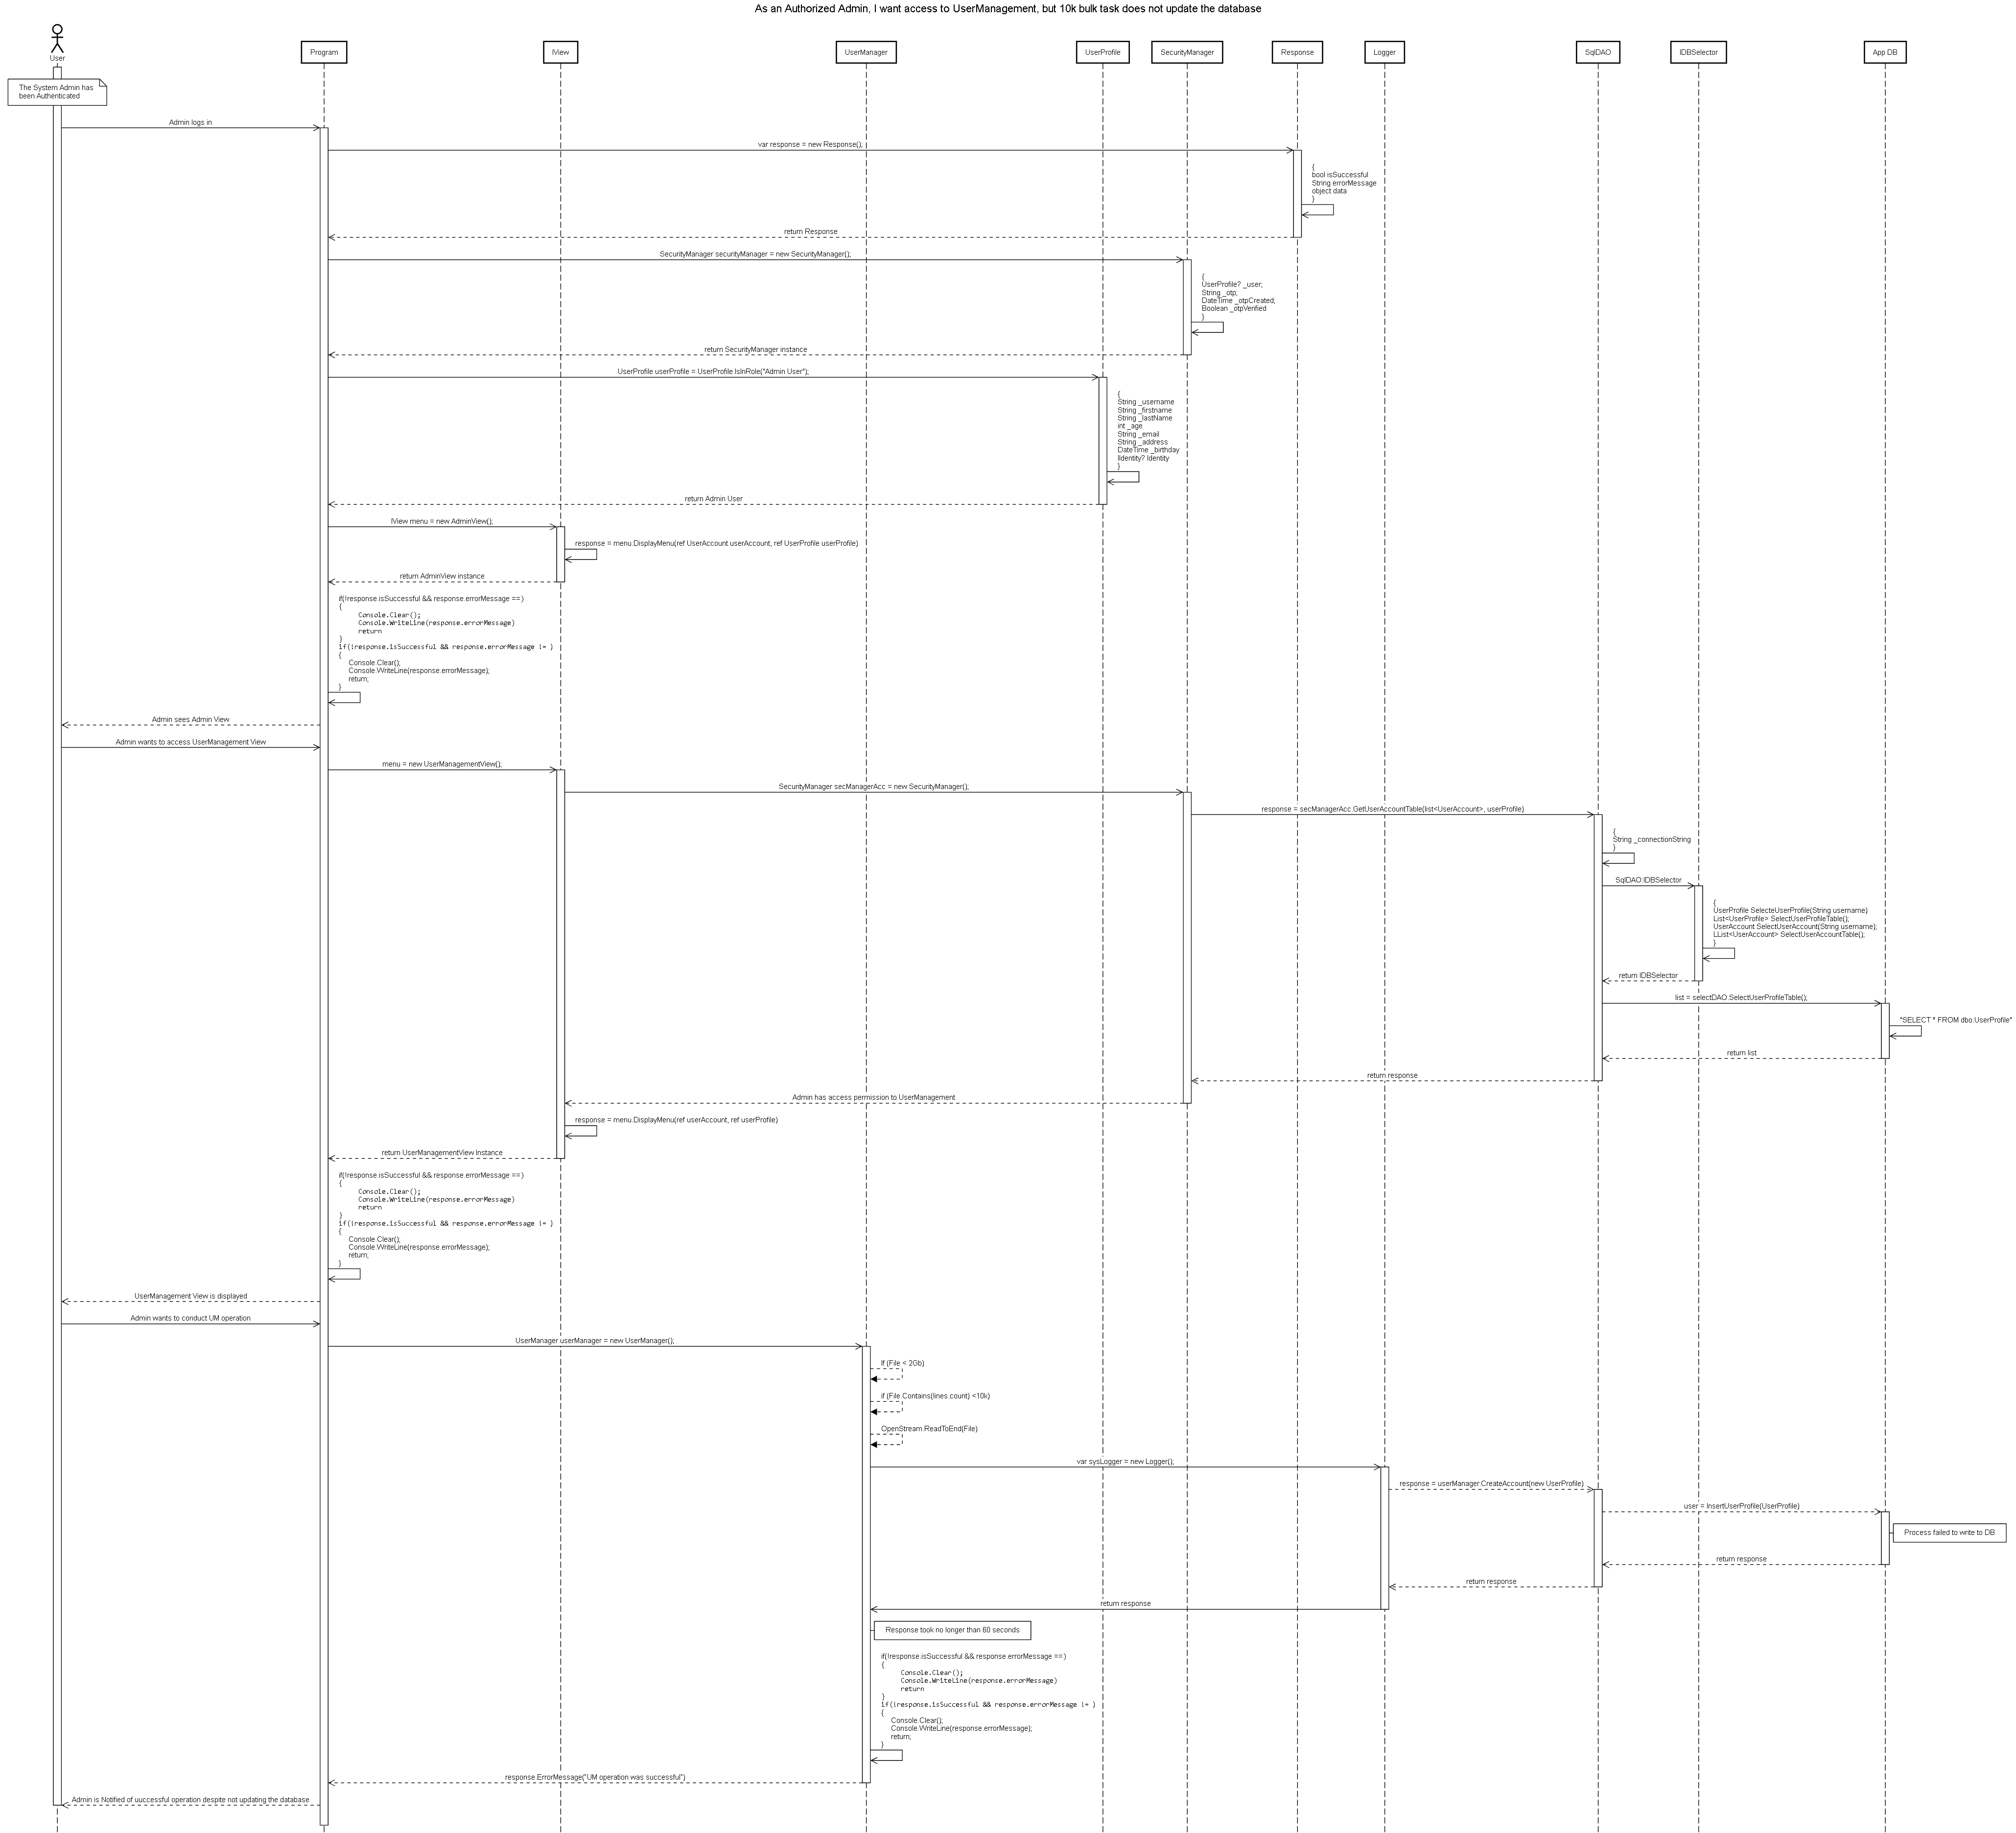 As an Authorized Admin, I want access to UserManagement, but 10k bulk task does not update the database
User
Program
IView
UserManager
UserProfile
SecurityManager
Response
Logger
SqlDAO
IDBSelector
App DB
The System Admin has
been Authenticated
Admin logs in
var response = new Response();
{
bool isSuccessful
String errorMessage
object data
}
return Response
SecurityManager securityManager = new SecurityManager();
{
UserProfile? _user;
String _otp;
DateTime _otpCreated;
Boolean _otpVerified
}
return SecurityManager instance
UserProfile userProfile = UserProfile.IsInRole("Admin User");
{
String _username
String _firstname
String _lastName
int _age
String _email
String _address
DateTime _birthday
IIdentity? Identity
}
return Admin User
IView menu = new AdminView();
response = menu.DisplayMenu(ref UserAccount userAccount, ref UserProfile userProfile)
return AdminView instance
if(!response.isSuccessful && response.errorMessage ==)
{
Console.Clear();
Console.WriteLine(response.errorMessage)
return
}
if(!response.isSuccessful && response.errorMessage != )
{
Console.Clear();
Console.WriteLine(response.errorMessage);
return;
}
Admin sees Admin View
Admin wants to access UserManagement View
menu = new UserManagementView();
SecurityManager secManagerAcc = new SecurityManager();
response = secManagerAcc.GetUserAccountTable(list<UserAccount>, userProfile)
{
String _connectionString
}
SqlDAO:IDBSelector
{
UserProfile SelecteUserProfile(String username)
List<UserProfile> SelectUserProfileTable();
UserAccount SelectUserAccount(String username);
LList<UserAccount> SelectUserAccountTable();
}
return IDBSelector
list = selectDAO.SelectUserProfileTable();
"SELECT * FROM dbo.UserProfile"
return list
return response
Admin has access permission to UserManagement
response = menu.DisplayMenu(ref userAccount, ref userProfile)
return UserManagementView Instance
if(!response.isSuccessful && response.errorMessage ==)
{
Console.Clear();
Console.WriteLine(response.errorMessage)
return
}
if(!response.isSuccessful && response.errorMessage != )
{
Console.Clear();
Console.WriteLine(response.errorMessage);
return;
}
UserManagement View is displayed
Admin wants to conduct UM operation
UserManager userManager = new UserManager();
If (File < 2Gb)
if (File.Contains(lines.count) <10k)
OpenStream.ReadToEnd(File)
var sysLogger = new Logger();
response = userManager.CreateAccount(new UserProfile)
user = InsertUserProfile(UserProfile)
Process failed to write to DB
return response
return response
return response
Response took no longer than 60 seconds
if(!response.isSuccessful && response.errorMessage ==)
{
Console.Clear();
Console.WriteLine(response.errorMessage)
return
}
if(!response.isSuccessful && response.errorMessage != )
{
Console.Clear();
Console.WriteLine(response.errorMessage);
return;
}
response.ErrorMessage("UM operation was successful")
Admin is Notified of uuccessful operation despite not updating the database